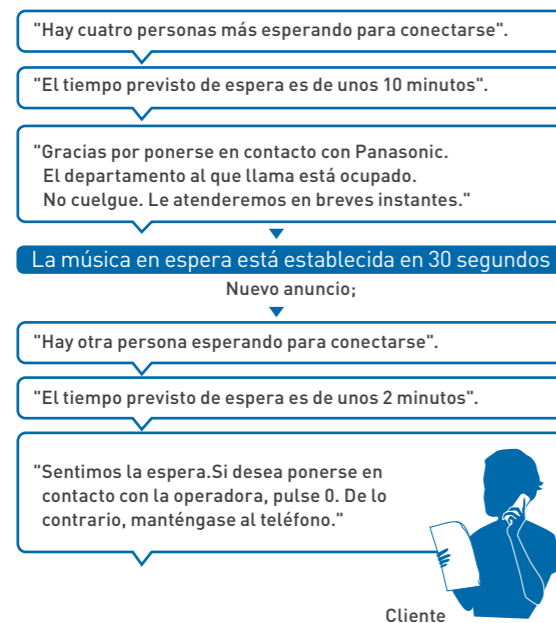 "Hay cuatro personas más esperando para conectarse".
"El tiempo previsto de espera es de unos 10 minutos".
"Gracias por ponerse en contacto con Panasonic.
El departamento al que llama está ocupado.
No cuelgue. Le atenderemos en breves instantes."
La música en espera está establecida en 30 segundos
Nuevo anuncio;
"Hay otra persona esperando para conectarse".
"El tiempo previsto de espera es de unos 2 minutos".
"Sentimos la espera.Si desea ponerse en
contacto con la operadora, pulse 0. De lo
contrario, manténgase al teléfono."
Cliente